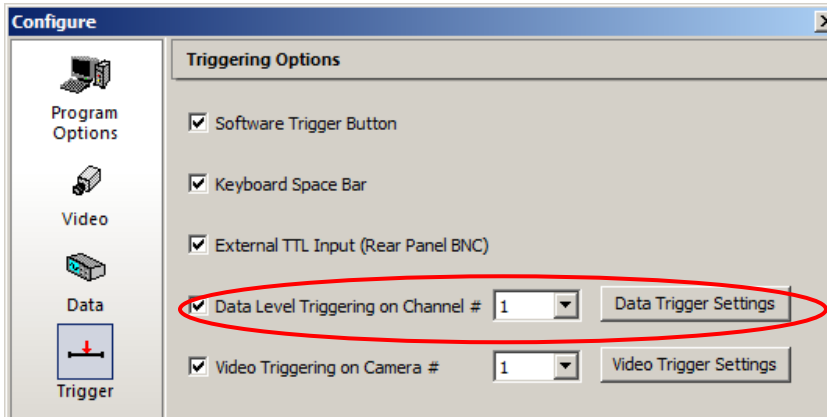 Configure
Program
Options
Video
Data
Trigger
Triggering Options
Software Trigger Button
Keyboard Space Bar
External TTL Input (Rear Panel BNC)
Data Level Triggering on Channel # 1 Data Trigger Settings
Video Triggering on Camera # 1 Video Trigger Settings